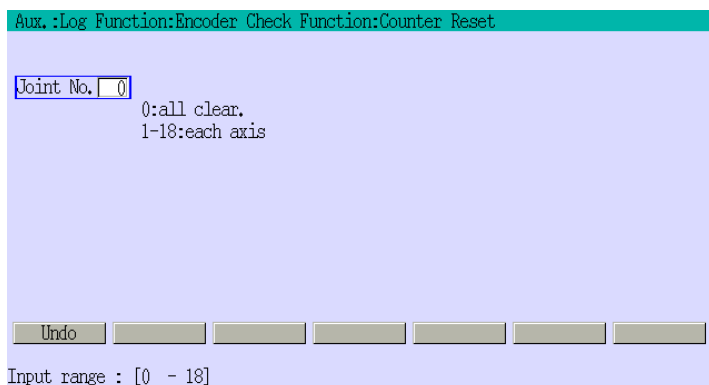 Aux.:Log Function:Encoder Check Function:Counter Reset
Joint No. 0
0:all clear.
1-18:each axis
Undo
Input range : [0 - 18]